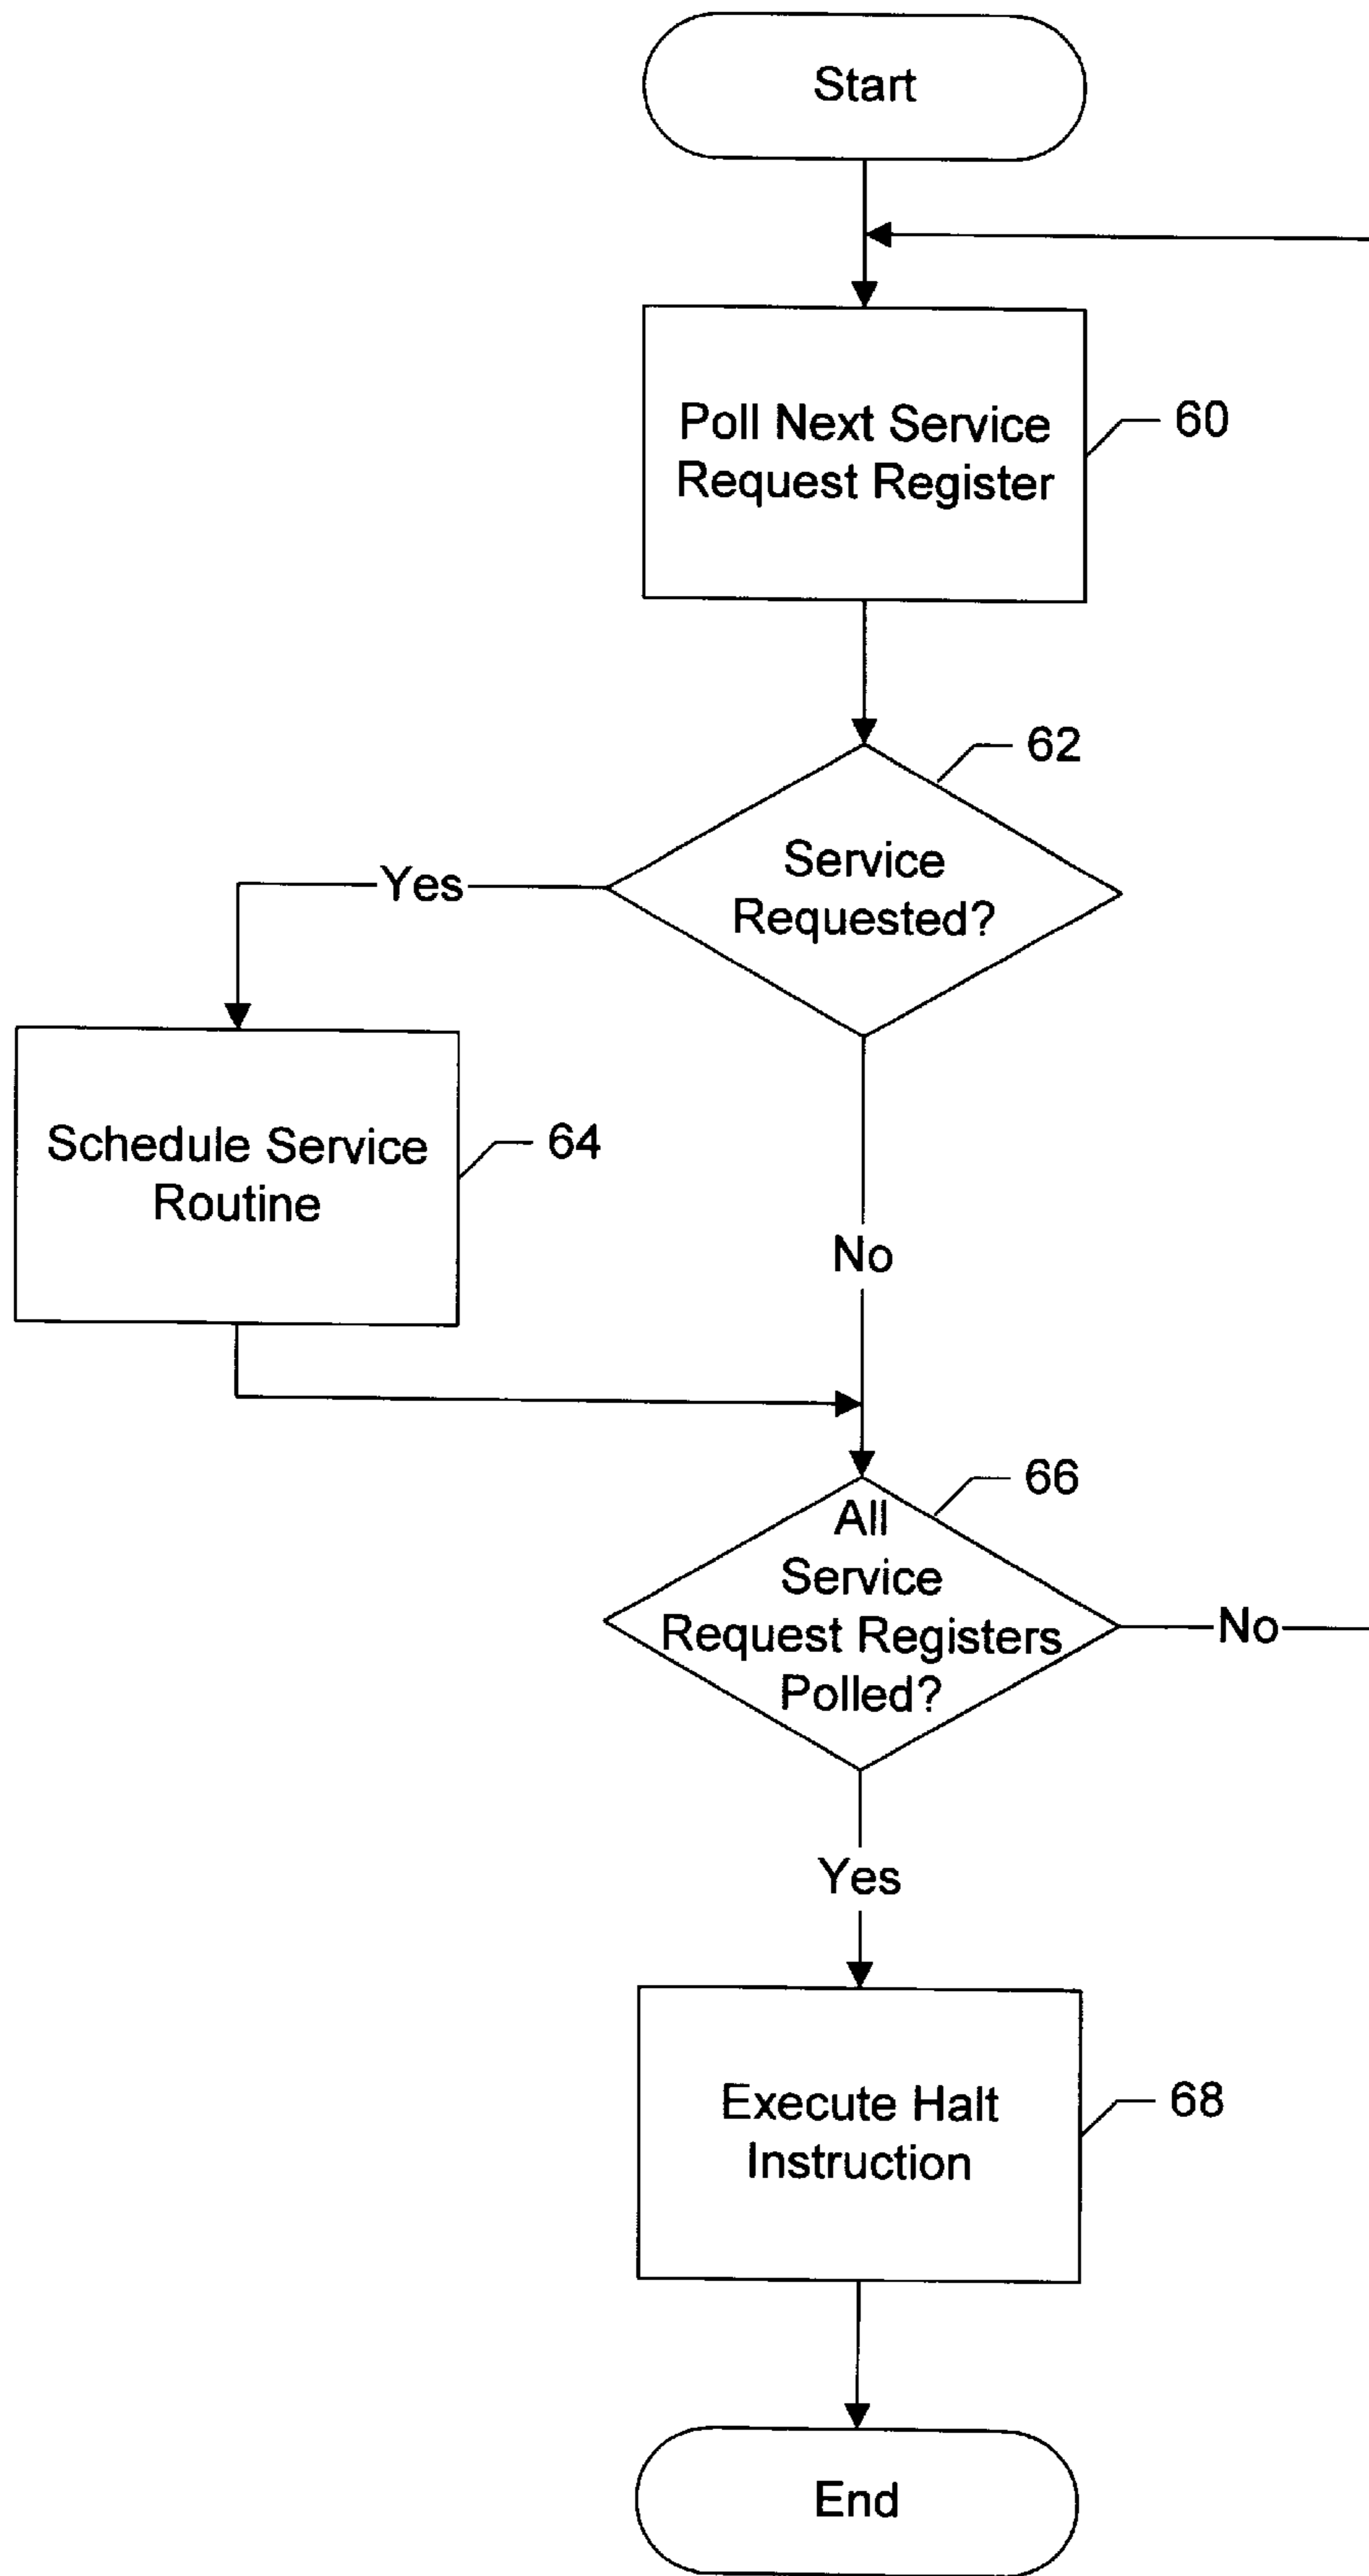 Start
Poll Next Service
Request Register
60
62
Service
Requested?
Yes
Schedule Service
Routine
64
No
66
All
Service
Request Registers
Polled?
No
Yes
Execute Halt
Instruction
68
End